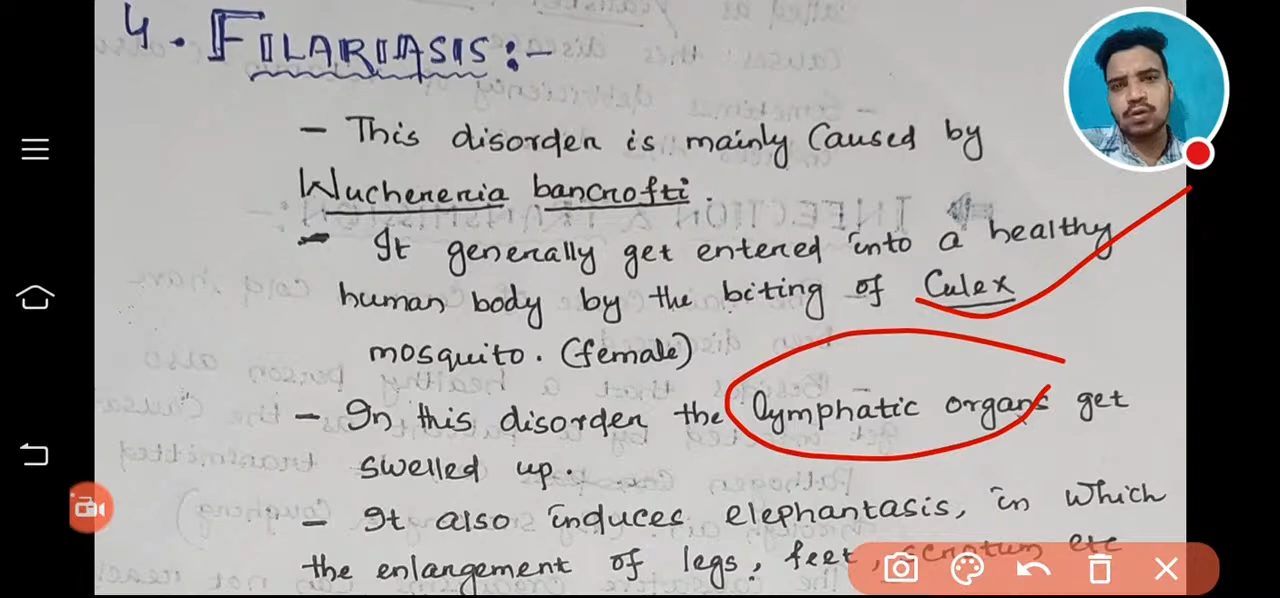 4. FILARIASIS :-
- This disorder is mainly caused by
Wuchereria bancrofti.
- It generally get entered into a healthy
human body by the biting of Culex
mosquito. (female)
- In this disorder the lymphatic organs get
swelled up.
- It also induces elephantasis, in which
the enlargement of legs, feet, scrotum etc